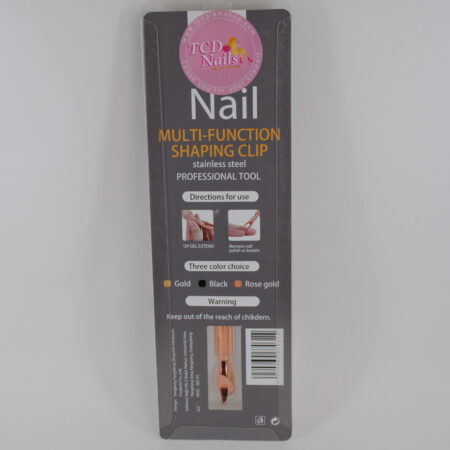 TCD
Nails
Nail
MULTI-FUNCTION
SHAPING CLIP
stainless steel
PROFESSIONAL TOOL
Directions for use
UV GEL EXTEND
Remove nail
polish or keratin
Three color choice
Gold Black Rose gold
Warning
Keep out of the reach of chikdern.